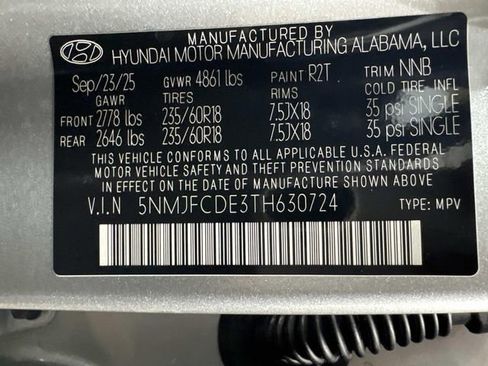 MANUFACTURED BY
HYUNDAI MOTOR MANUFACTURING ALABAMA, LLC
Sep/23/25 GVWR 4861 lbs PAINT R2T TRIM NNB
GAWR TIRES RIMS COLD TIRE INFL
FRONT 2778 lbs 235/60R18 7.5JX18 35 psi SINGLE
REAR 2646 lbs 235/60R18 7.5JX18 35 psi SINGLE
THIS VEHICLE CONFORMS TO ALL APPLICABLE U.S.A. FEDERAL
MOTOR VEHICLE SAFETY AND THEFT PREVENTION STANDARDS
IN EFFECT ON THE DATE OF MANUFACTURE SHOWN ABOVE.
V.I.N 5NMJFCDE3TH630724 TYPE: MPV